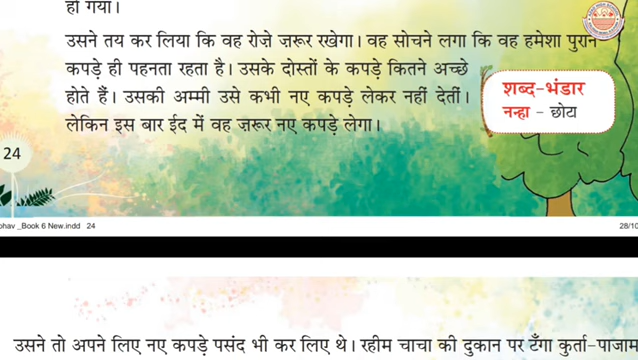 हो गया।
उसने तय कर लिया कि वह रोज़े ज़रूर रखेगा। वह सोचने लगा कि वह हमेशा पुराने
कपड़े ही पहनता रहता है। उसके दोस्तों के कपड़े कितने अच्छे
होते हैं। उसकी अम्मी उसे कभी नए कपड़े लेकर नहीं देतीं।
लेकिन इस बार ईद में वह ज़रूर नए कपड़े लेगा।
शब्द-भंडार
नन्हा - छोटा
24
bhav _Book 6 New.indd 24
28/10
उसने तो अपने लिए नए कपड़े पसंद भी कर लिए थे। रहीम चाचा की दुकान पर टँगा कुर्ता-पाजाम